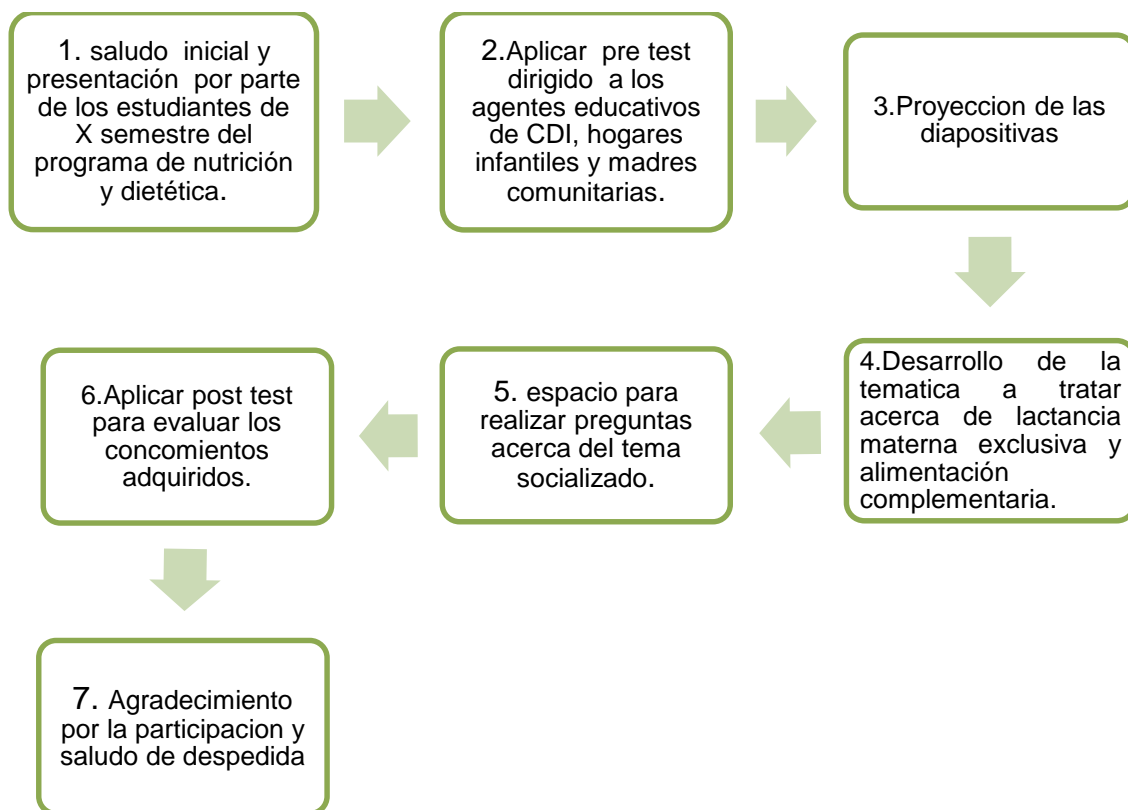 1. saludo inicial y
presentación por parte
de los estudiantes de
X semestre del
programa de nutrición
y dietética.
2.Aplicar pre test
dirigido a los
agentes educativos
de CDI, hogares
infantiles y madres
comunitarias.
3.Proyeccion de las
diapositivas
4.Desarrollo de la
tematica a tratar
acerca de lactancia
materna exclusiva y
alimentación
complementaria.
5. espacio para
realizar preguntas
acerca del tema
socializado.
6.Aplicar post test
para evaluar los
concomientos
adquiridos.
7. Agradecimiento
por la participacion y
saludo de despedida